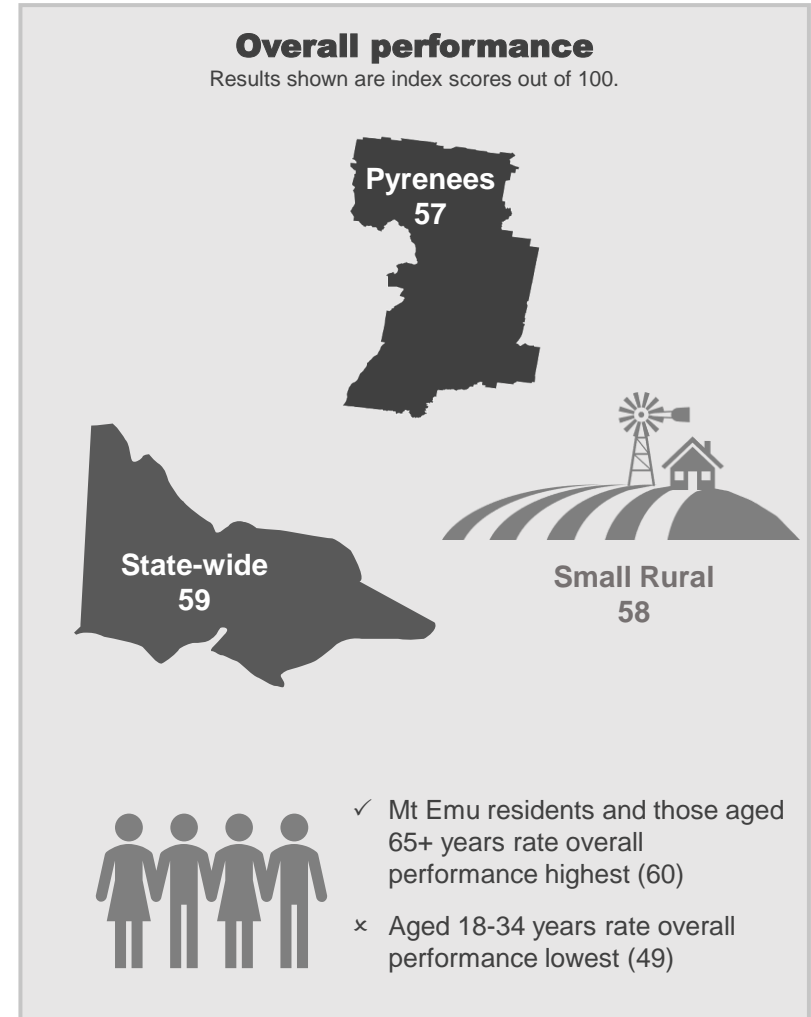 Overall performance
Results shown are index scores out of 100.
Pyrenees
57
State-wide
59
Small Rural
58
✓ Mt Emu residents and those aged
65+ years rate overall
performance highest (60)
× Aged 18-34 years rate overall
performance lowest (49)